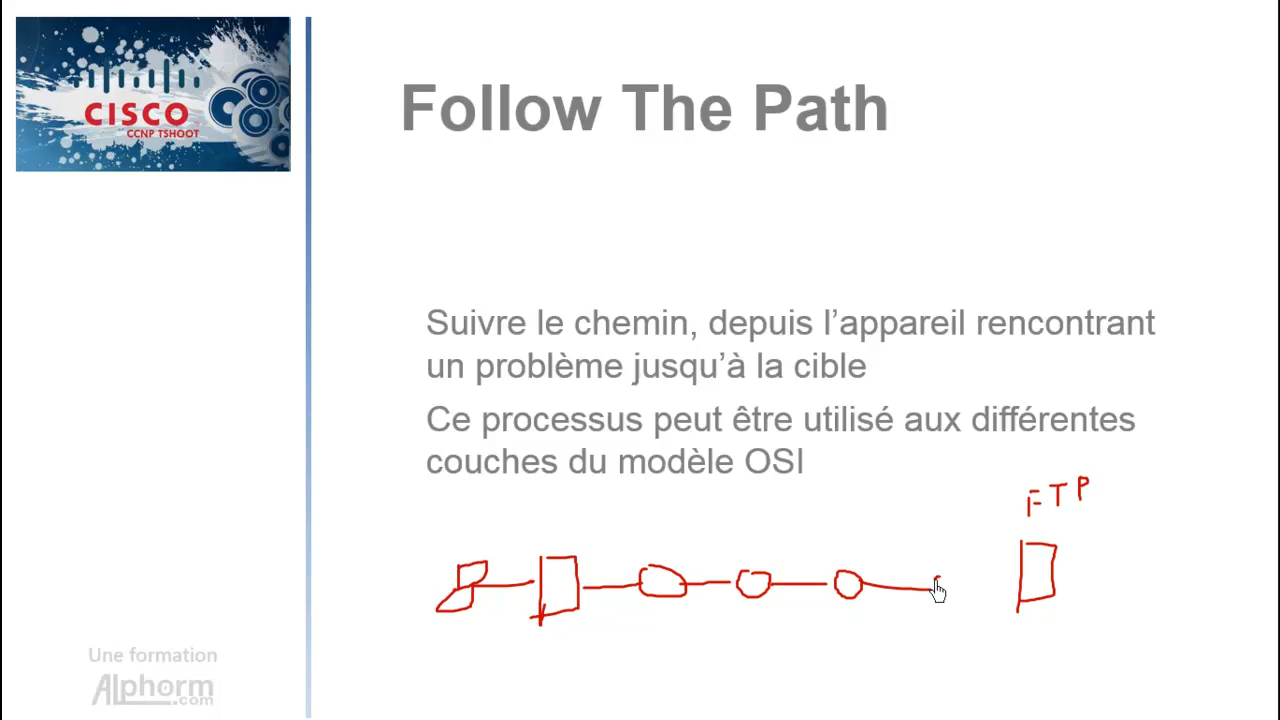 CISCO
CCNP TSHOOT
Follow The Path
Suivre le chemin, depuis l’appareil rencontrant
un problème jusqu’à la cible
Ce processus peut être utilisé aux différentes
couches du modèle OSI
FTP
Une formation
Alphorm
.com